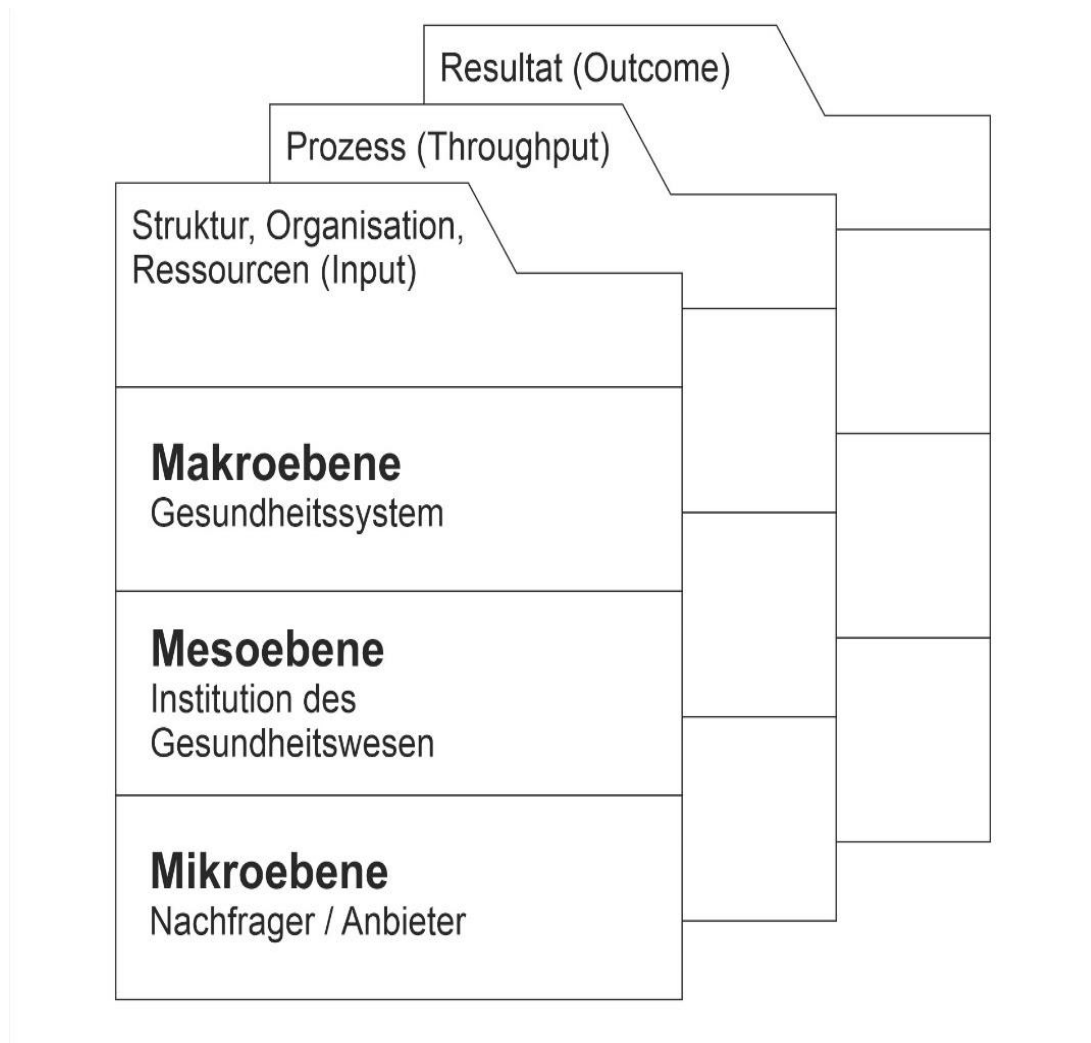 Resultat (Outcome)
Prozess (Throughput)
Struktur, Organisation,
Ressourcen (Input)
Makroebene
Gesundheitssystem
Mesoebene
Institution des
Gesundheitswesen
Mikroebene
Nachfrager / Anbieter